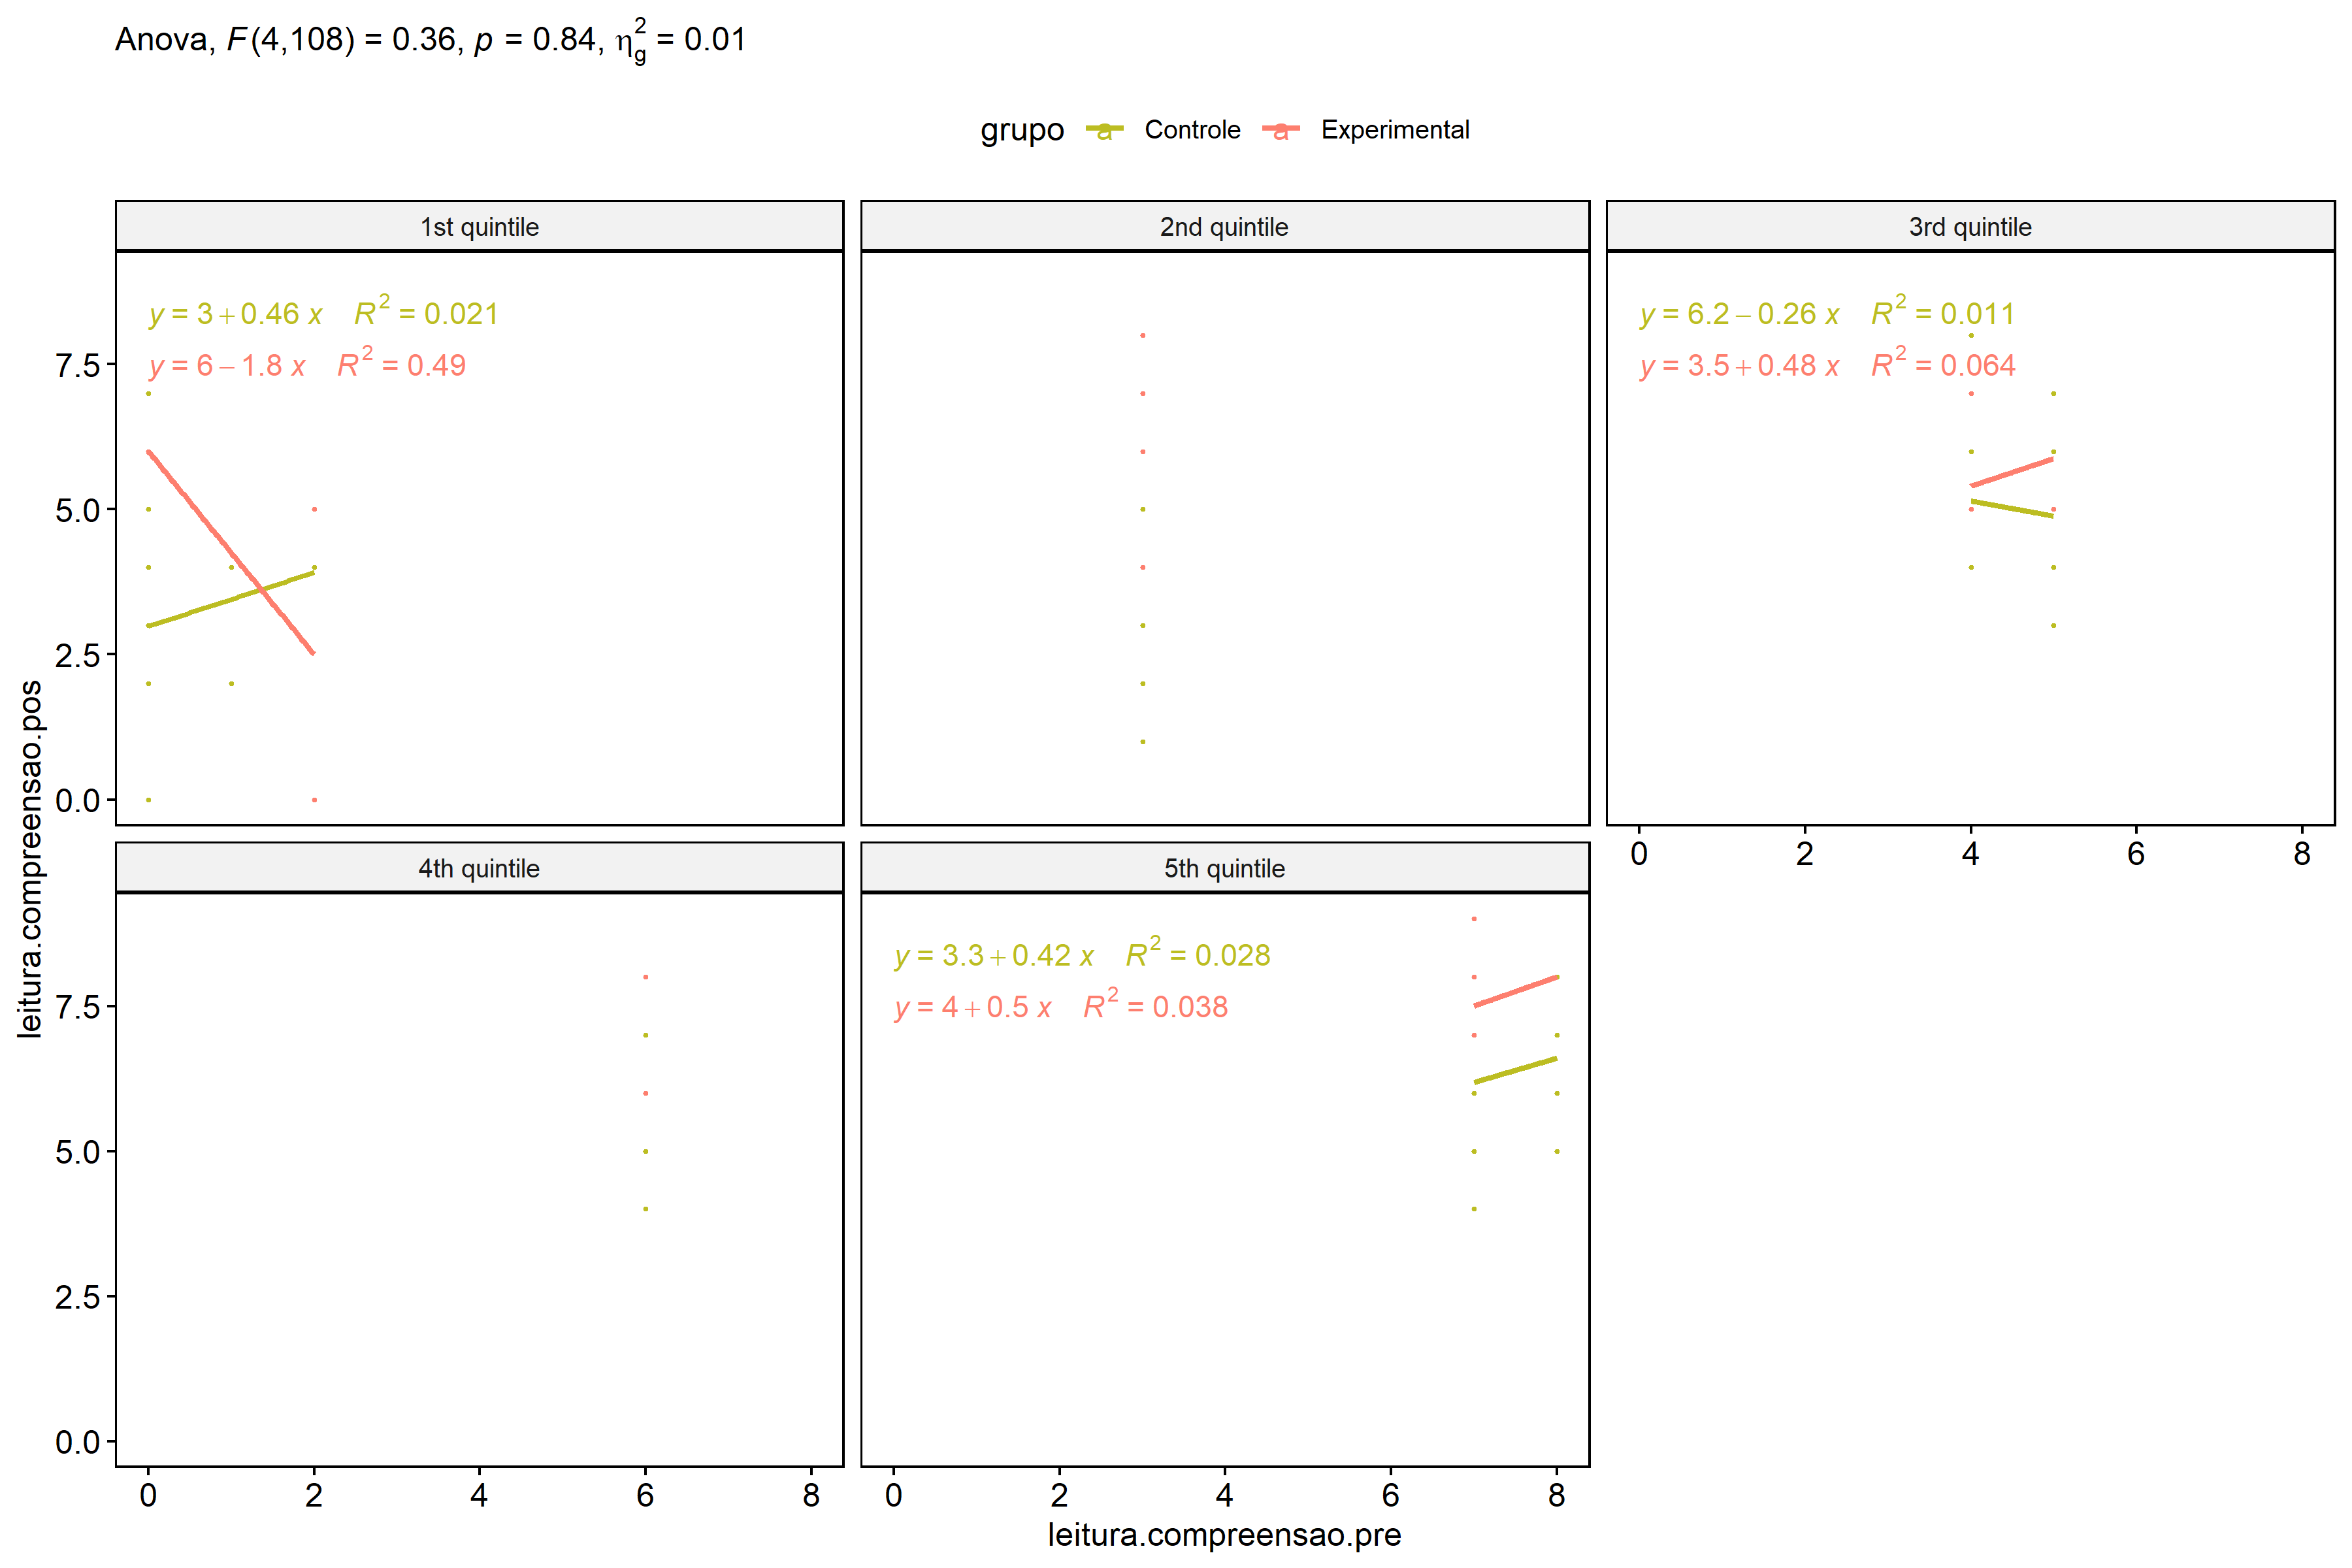 Anova, F(4,108) = 0.36, p = 0.84, η²g = 0.01
grupo a Controle a Experimental
1st quintile
2nd quintile
3rd quintile
y = 3 + 0.46 x R² = 0.021
y = 6 − 1.8 x R² = 0.49
y = 6.2 − 0.26 x R² = 0.011
y = 3.5 + 0.48 x R² = 0.064
7.5
5.0
2.5
0.0
0 2 4 6 8
4th quintile
5th quintile
y = 3.3 + 0.42 x R² = 0.028
y = 4 + 0.5 x R² = 0.038
7.5
5.0
2.5
0.0
0 2 4 6 8
0 2 4 6 8
leitura.compreensao.pos
leitura.compreensao.pre